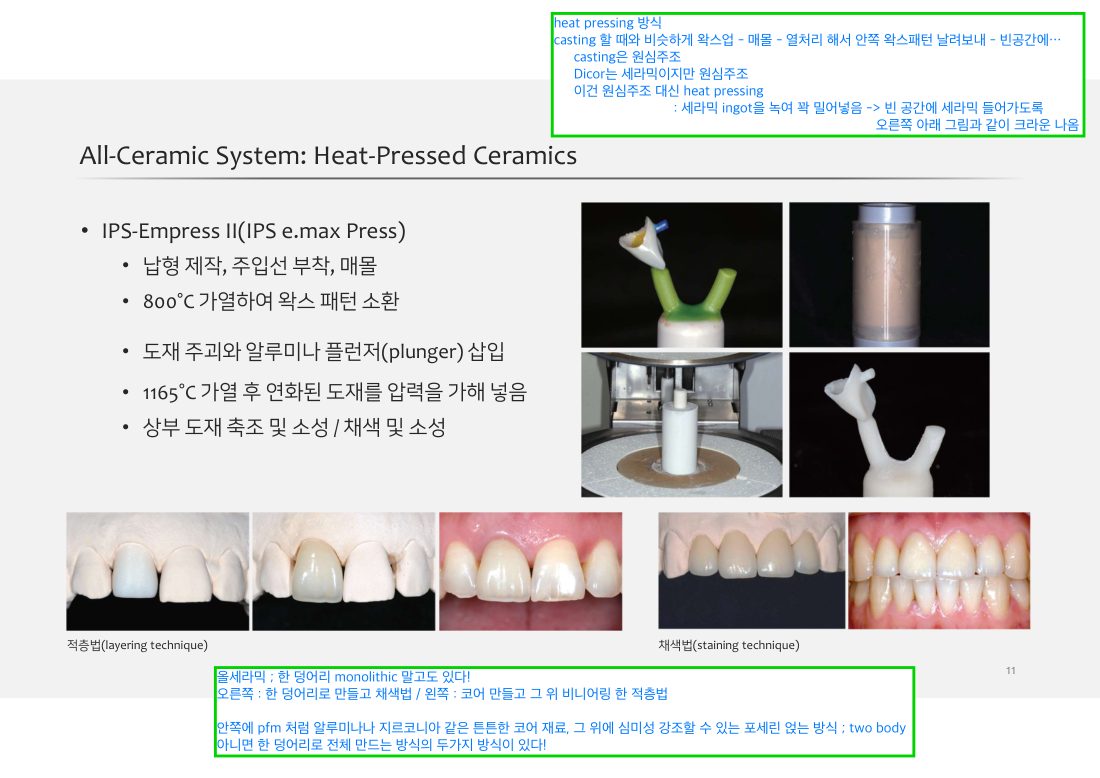 heat pressing 방식
casting 할 때와 비슷하게 왁스업 - 매몰 - 열처리 해서 안쪽 왁스패턴 날려보내 - 빈공간에…
casting은 원심주조
Dicor는 세라믹이지만 원심주조
이건 원심주조 대신 heat pressing
: 세라믹 ingot을 녹여 꽉 밀어넣음 -> 빈 공간에 세라믹 들어가도록
오른쪽 아래 그림과 같이 크라운 나옴
All-Ceramic System: Heat-Pressed Ceramics
• IPS-Empress II(IPS e.max Press)
• 납형 제작, 주입선 부착, 매몰
• 800°C 가열하여 왁스 패턴 소환
• 도재 주괴와 알루미나 플런저(plunger) 삽입
• 1165°C 가열 후 연화된 도재를 압력을 가해 넣음
• 상부 도재 축조 및 소성 / 채색 및 소성
적층법(layering technique)
채색법(staining technique)
11
올세라믹 ; 한 덩어리 monolithic 말고도 있다!
오른쪽 : 한 덩어리로 만들고 채색법 / 왼쪽 : 코어 만들고 그 위 비니어링 한 적층법
안쪽에 pfm 처럼 알루미나나 지르코니아 같은 튼튼한 코어 재료, 그 위에 심미성 강조할 수 있는 포세린 얹는 방식 ; two body
아니면 한 덩어리로 전체 만드는 방식의 두가지 방식이 있다!